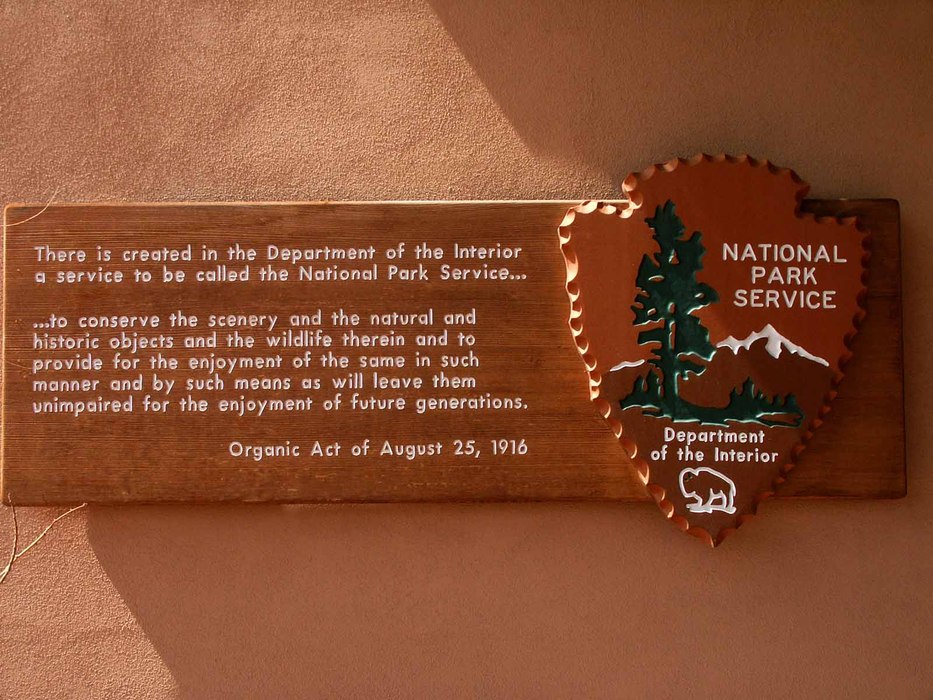 There is created in the Department of the Interior
a service to be called the National Park Service...
...to conserve the scenery and the natural and
historic objects and the wildlife therein and to
provide for the enjoyment of the same in such
manner and by such means as will leave them
unimpaired for the enjoyment of future generations.
Organic Act of August 25, 1916
NATIONAL
PARK
SERVICE
Department
of the Interior